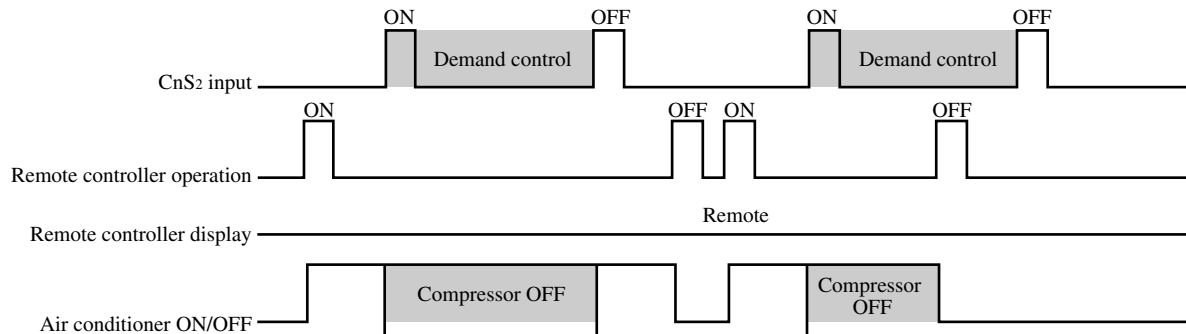 ON OFF ON OFF
Demand control Demand control
CnS2 input
ON OFF ON OFF
Remote controller operation
Remote
Remote controller display
Compressor OFF Compressor
OFF
Air conditioner ON/OFF